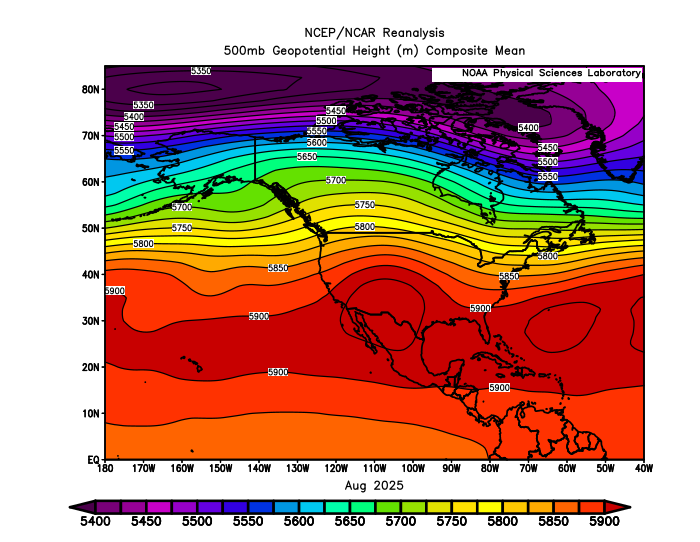 NCEP/NCAR Reanalysis
500mb Geopotential Height (m) Composite Mean
NOAA Physical Sciences Laboratory
5350
80N
5350
5400
5450
5450
5500
5400
5500
5550
70N
5600
5550
5450
5650
5500
5550
60N
5700
5700
5750
5750
5800
50N
5800
5800
5850
5850
40N
5900
5900
5900
30N
20N
5900
5900
10N
EQ
180 170W 160W 150W 140W 130W 120W 110W 100W 90W 80W 70W 60W 50W 40W
Aug 2025
5400 5450 5500 5550 5600 5650 5700 5750 5800 5850 5900